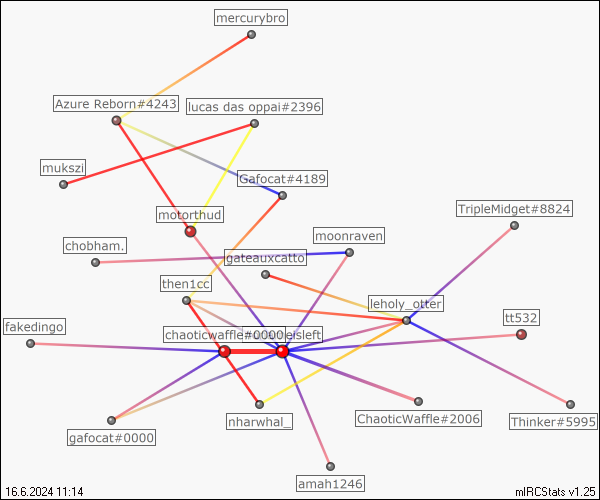 mercurybro
Azure Reborn#4243
lucas das oppai#2396
mukszi
Gafocat#4189
motorthud
TripleMidget#8824
moonraven
chobham.
gateauxcatto
then1cc
leholy_otter
tt532
fakedingo
chaoticwaffle#0000
leisleft
nharwhal_
ChaoticWaffle#2006
Thinker#5995
gafocat#0000
amah1246
16.6.2024 11:14
mIRCStats v1.25